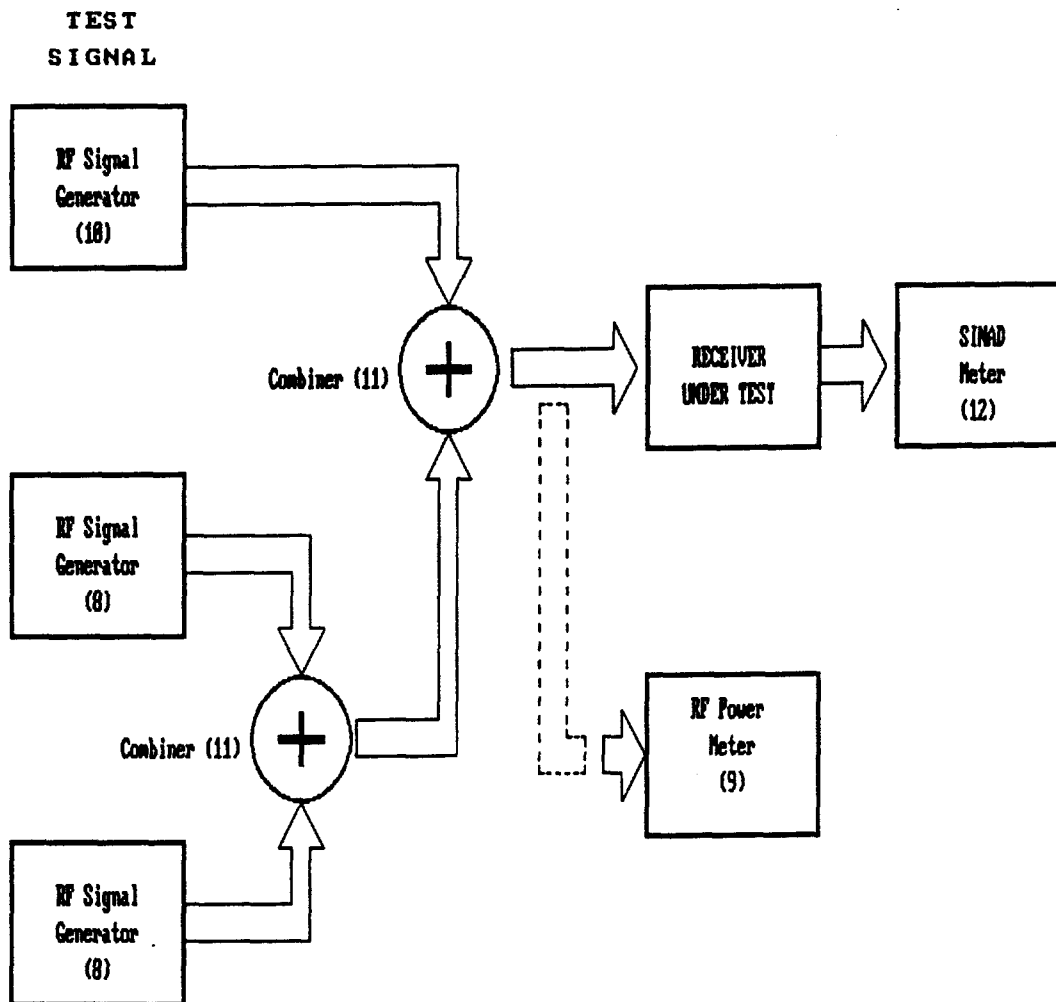 TEST
SIGNAL
RF Signal
Generator
(10)
Combiner (11)
RECEIVER
UNDER TEST
SINAD
Meter
(12)
RF Signal
Generator
(8)
Combiner (11)
RF Power
Meter
(9)
RF Signal
Generator
(8)